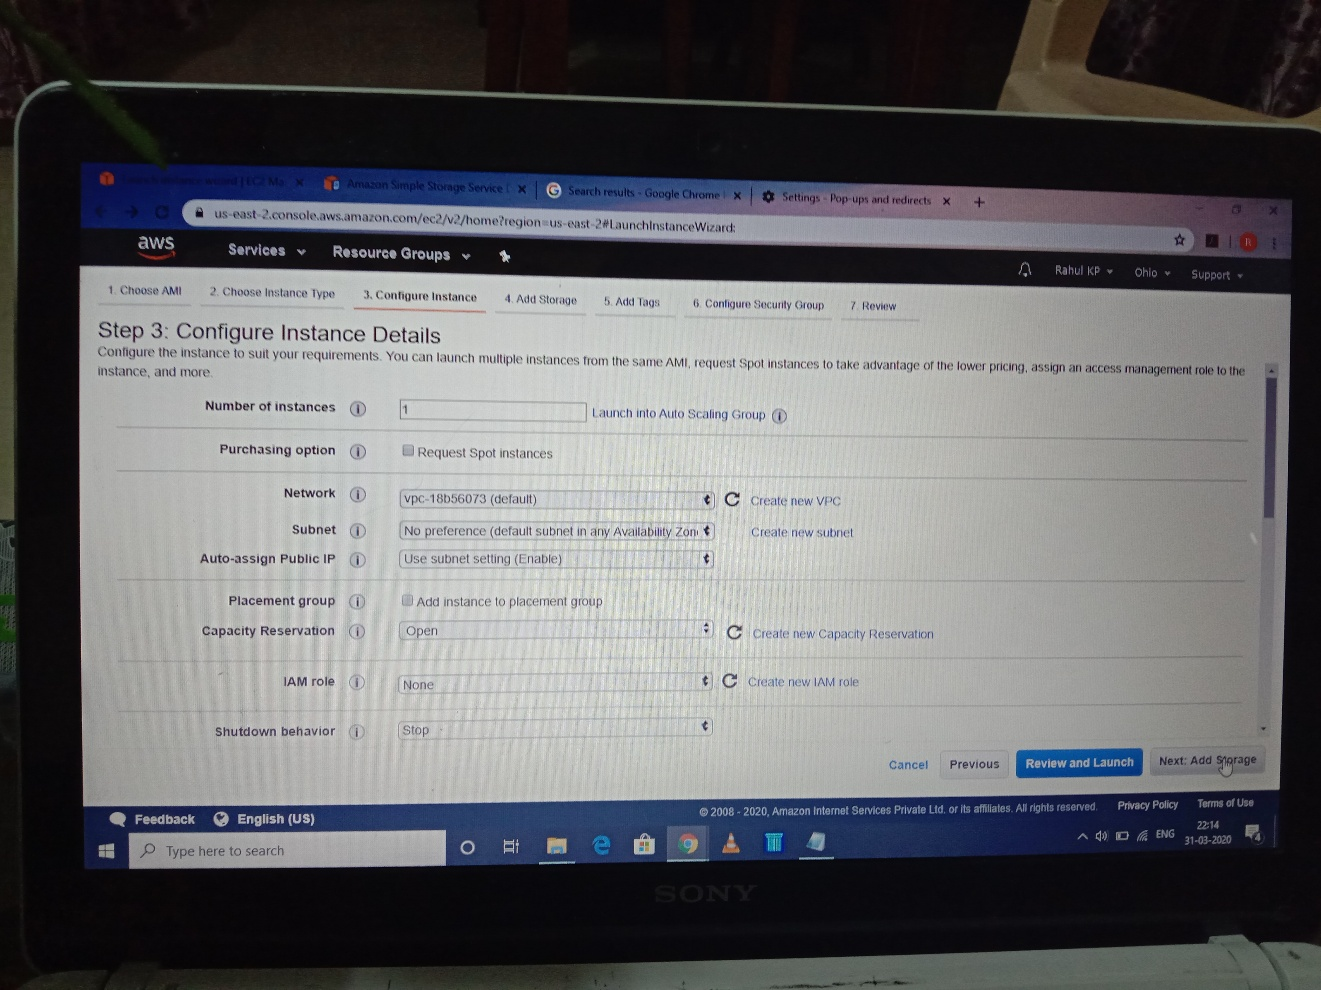 Amazon Simple Storage Service
Search results - Google Chrome
Settings - Pop-ups and redirects
us-east-2.console.aws.amazon.com/ec2/v2/home?region=us-east-2#LaunchInstanceWizard:
aws
Services
Resource Groups
Rahul KP
Ohio
Support
1. Choose AMI
2. Choose Instance Type
3. Configure Instance
4. Add Storage
5. Add Tags
6. Configure Security Group
7. Review
Step 3: Configure Instance Details
Configure the instance to suit your requirements. You can launch multiple instances from the same AMI, request Spot instances to take advantage of the lower pricing, assign an access management role to the
instance, and more.
Number of instances
1
Launch into Auto Scaling Group
Purchasing option
Request Spot instances
Network
vpc-18b56073 (default)
Create new VPC
Subnet
No preference (default subnet in any Availability Zon
Create new subnet
Auto-assign Public IP
Use subnet setting (Enable)
Placement group
Add instance to placement group
Capacity Reservation
Open
Create new Capacity Reservation
IAM role
None
Create new IAM role
Shutdown behavior
Stop
Cancel
Previous
Review and Launch
Next: Add Storage
Feedback
English (US)
© 2008 - 2020, Amazon Internet Services Private Ltd. or its affiliates. All rights reserved.
Privacy Policy
Terms of Use
Type here to search
ENG
22:14
31-03-2020
4
SONY